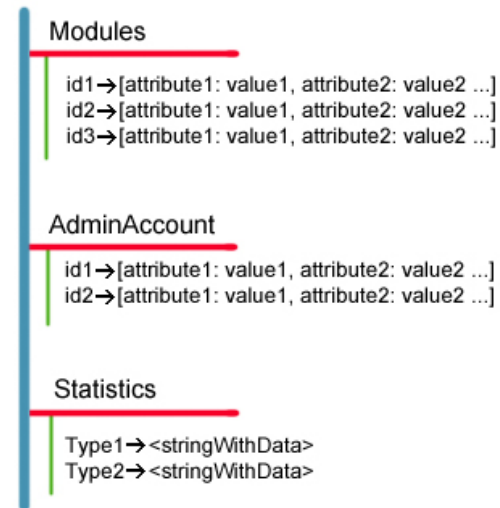 Modules
id1→[attribute1: value1, attribute2: value2 ...]
id2→[attribute1: value1, attribute2: value2 ...]
id3→[attribute1: value1, attribute2: value2 ...]
AdminAccount
id1→[attribute1: value1, attribute2: value2 ...]
id2→[attribute1: value1, attribute2: value2 ...]
Statistics
Type1→<stringWithData>
Type2→<stringWithData>